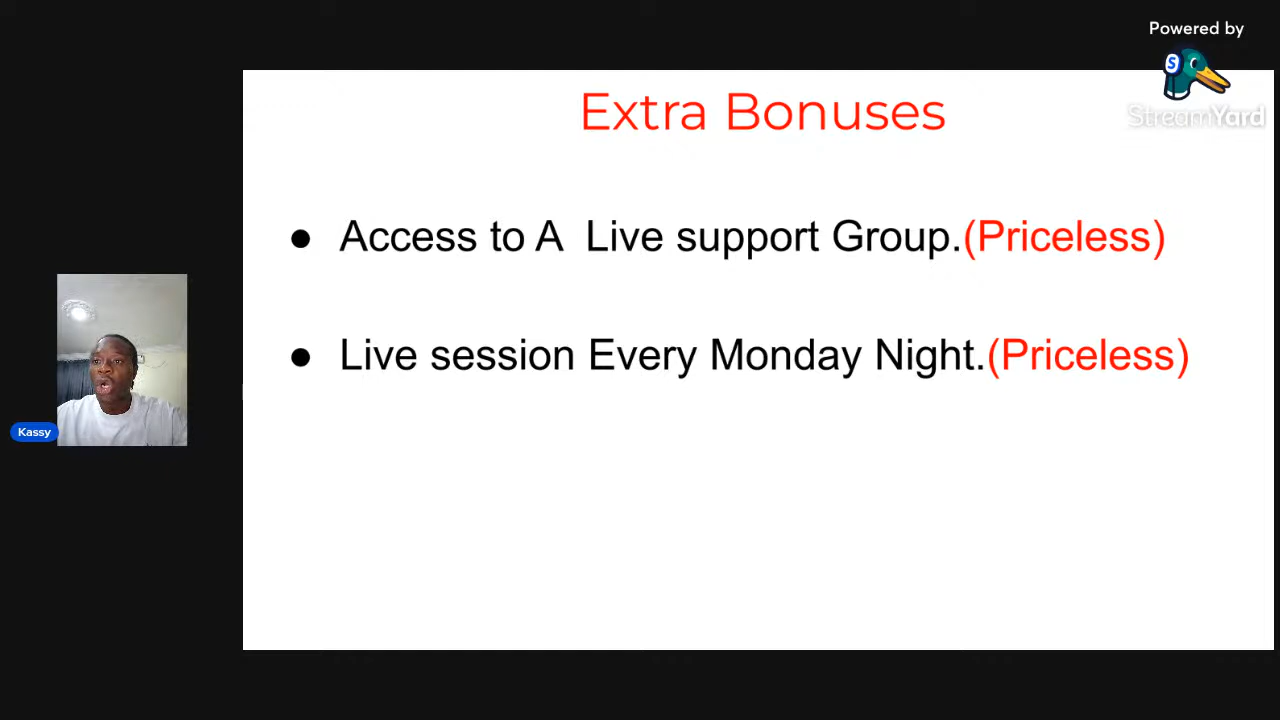 Powered by
S
StreamYard
Extra Bonuses
● Access to A  Live support Group.(Priceless)
● Live session Every Monday Night.(Priceless)
Kassy